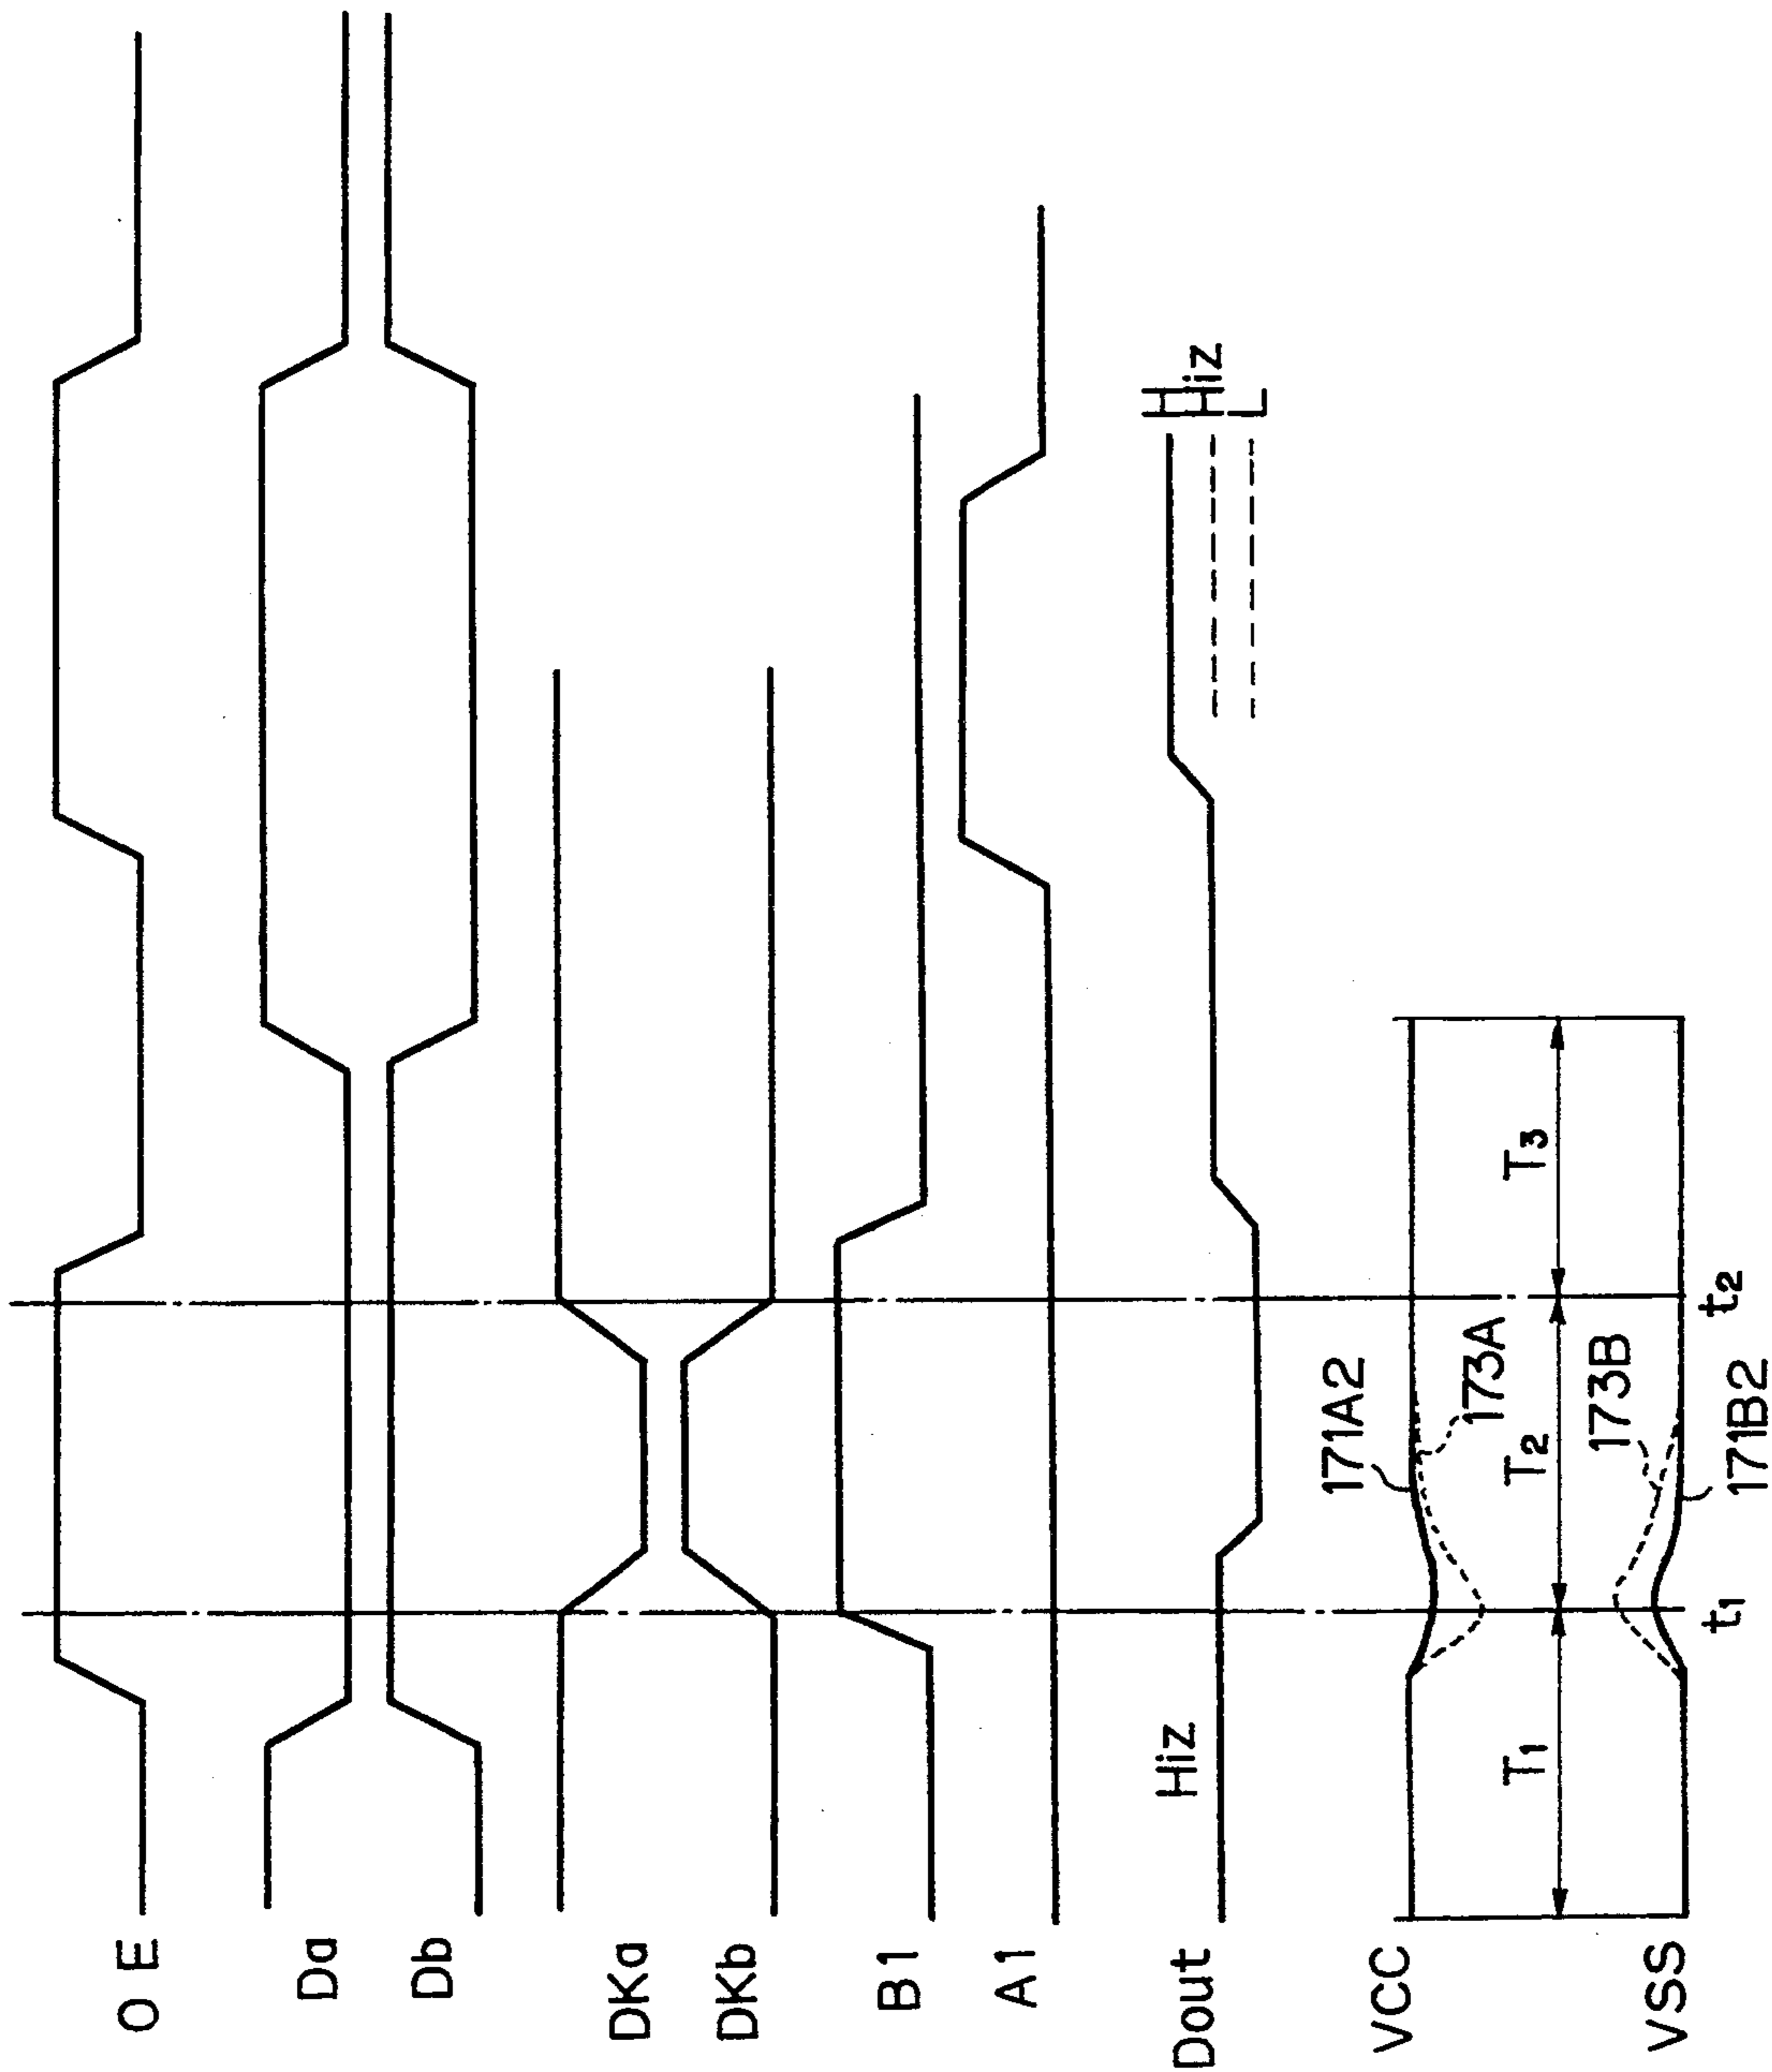 O E
Da
Db
DKa
DKb
B1
A1
Dout
Hiz
H
Hiz
L
VCC
VSS
171A2
173A
173B
171B2
T1
T2
T3
t1
t2